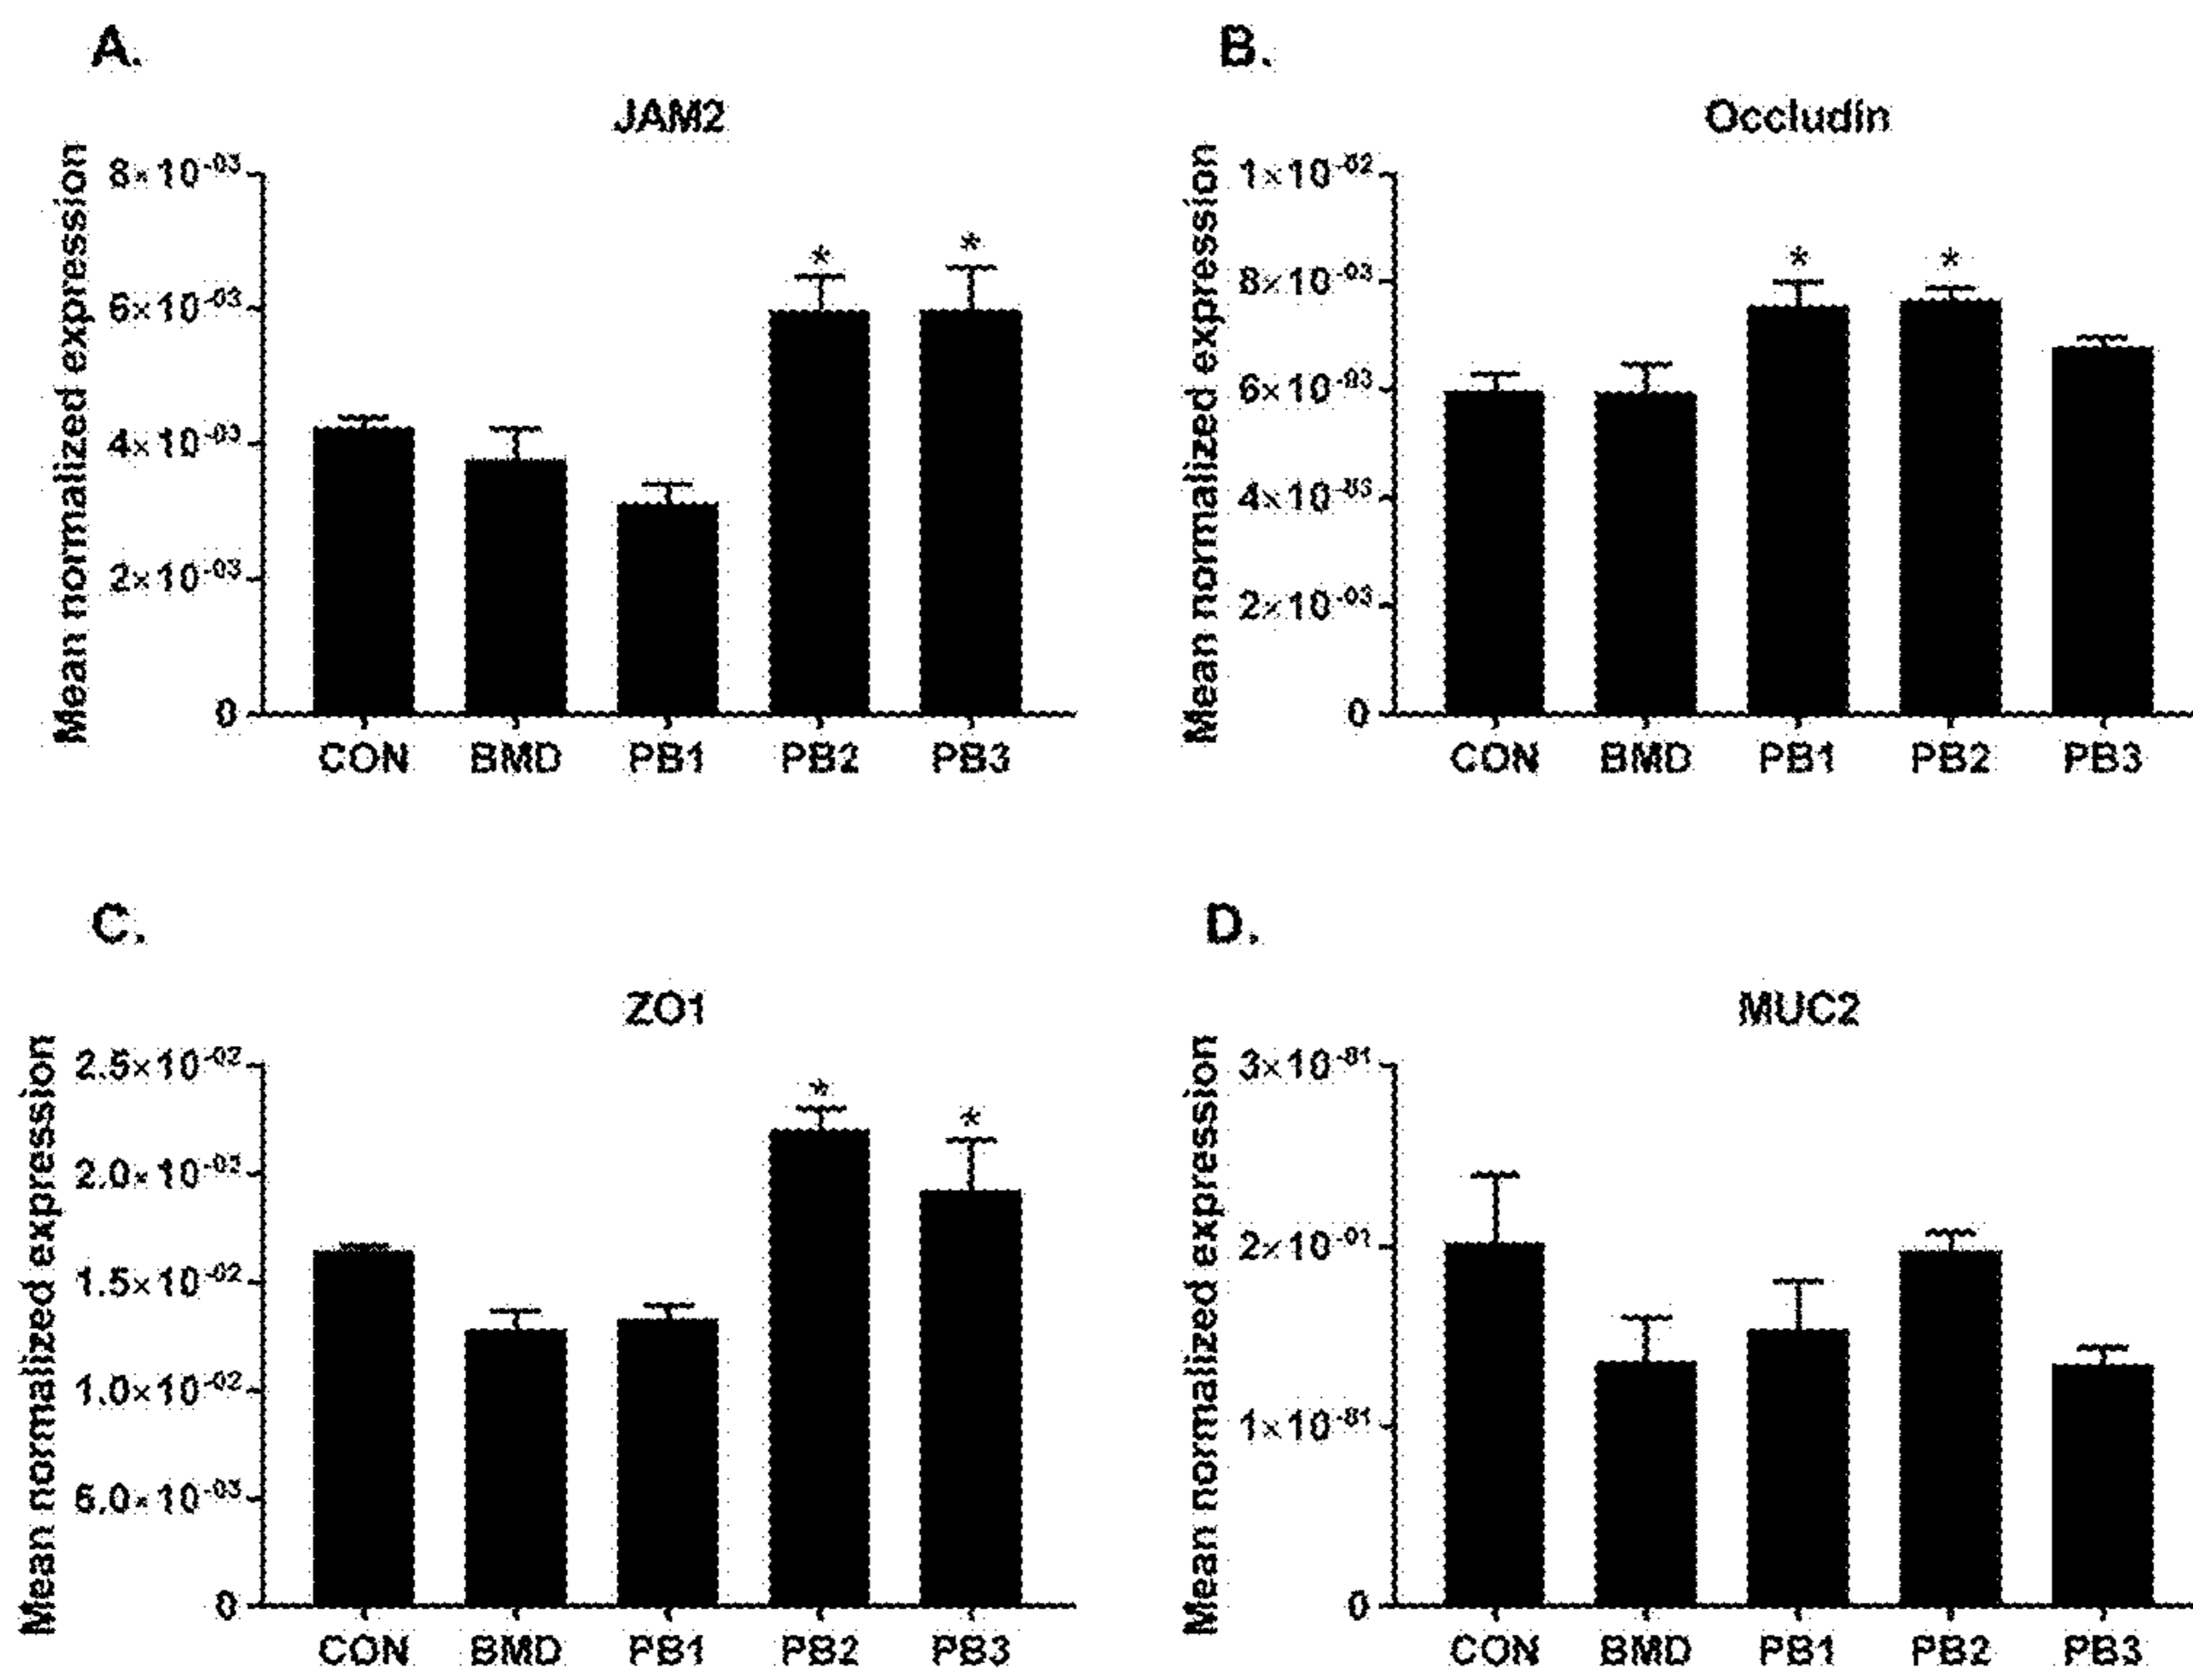 A.
JAM2
Mean normalized expression
8×10-03
6×10-03
4×10-03
2×10-03
0
* *
CON BMD PB1 PB2 PB3
B.
Occludin
Mean normalized expression
1×10-02
8×10-03
6×10-03
4×10-03
2×10-03
0
* *
CON BMD PB1 PB2 PB3
C.
ZO1
Mean normalized expression
2.5×10-02
2.0×10-02
1.5×10-02
1.0×10-02
5.0×10-03
0
* *
CON BMD PB1 PB2 PB3
D.
MUC2
Mean normalized expression
3×10-01
2×10-01
1×10-01
0
CON BMD PB1 PB2 PB3